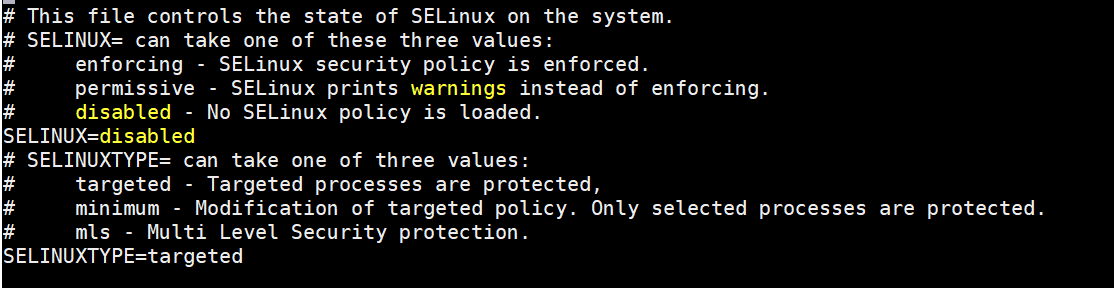 # This file controls the state of SELinux on the system.
# SELINUX= can take one of these three values:
#     enforcing - SELinux security policy is enforced.
#     permissive - SELinux prints warnings instead of enforcing.
#     disabled - No SELinux policy is loaded.
SELINUX=disabled
# SELINUXTYPE= can take one of three values:
#     targeted - Targeted processes are protected,
#     minimum - Modification of targeted policy. Only selected processes are protected.
#     mls - Multi Level Security protection.
SELINUXTYPE=targeted